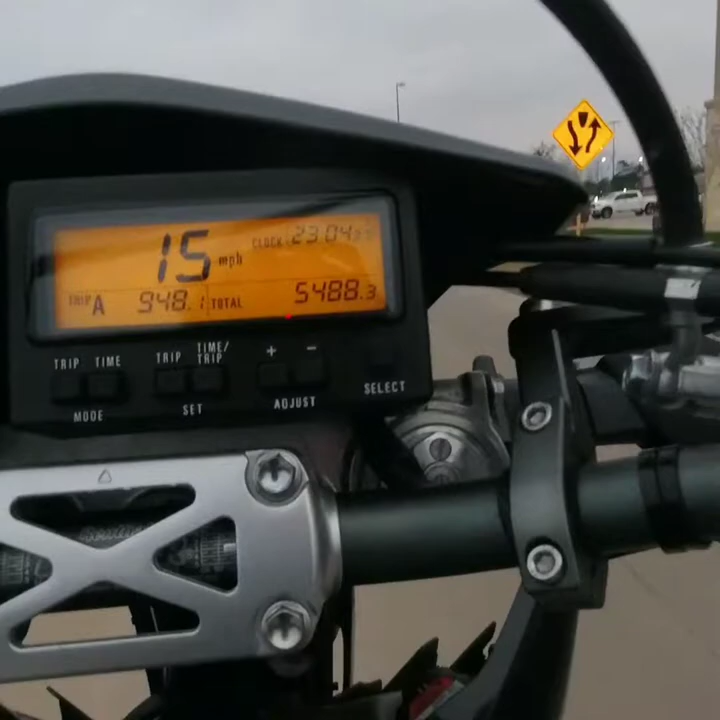 15 mph
CLOCK 23:04
TRIP A 948.1 TOTAL 5488.3
TRIP TIME TRIP TIME/TRIP + -
MODE SET ADJUST SELECT